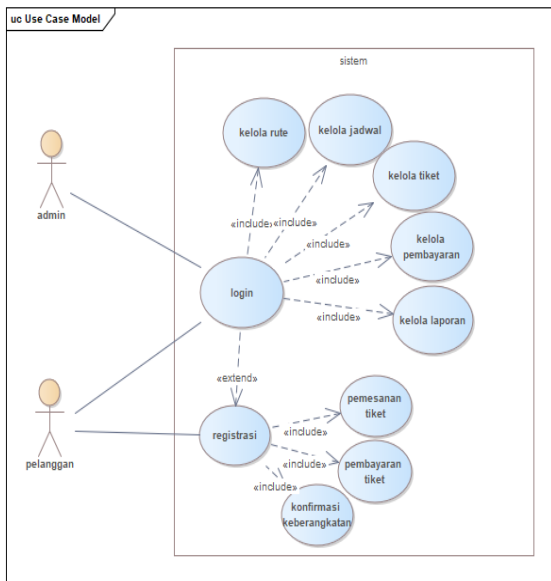 uc Use Case Model
sistem
kelola rute
kelola jadwal
kelola tiket
admin
«include»
«include»
«include»
kelola
pembayaran
«include»
login
kelola laporan
«include»
«extend»
pemesanan
tiket
registrasi
«include»
pelanggan
«include»
pembayaran
tiket
«include»
konfirmasi
keberangkatan